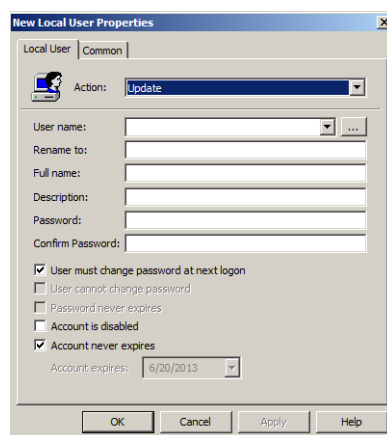 New Local User Properties
Local User Common
Action: Update
User name: ...
Rename to:
Full name:
Description:
Password:
Confirm Password:
User must change password at next logon
User cannot change password
Password never expires
Account is disabled
Account never expires
Account expires: 6/20/2013
OK Cancel Apply Help